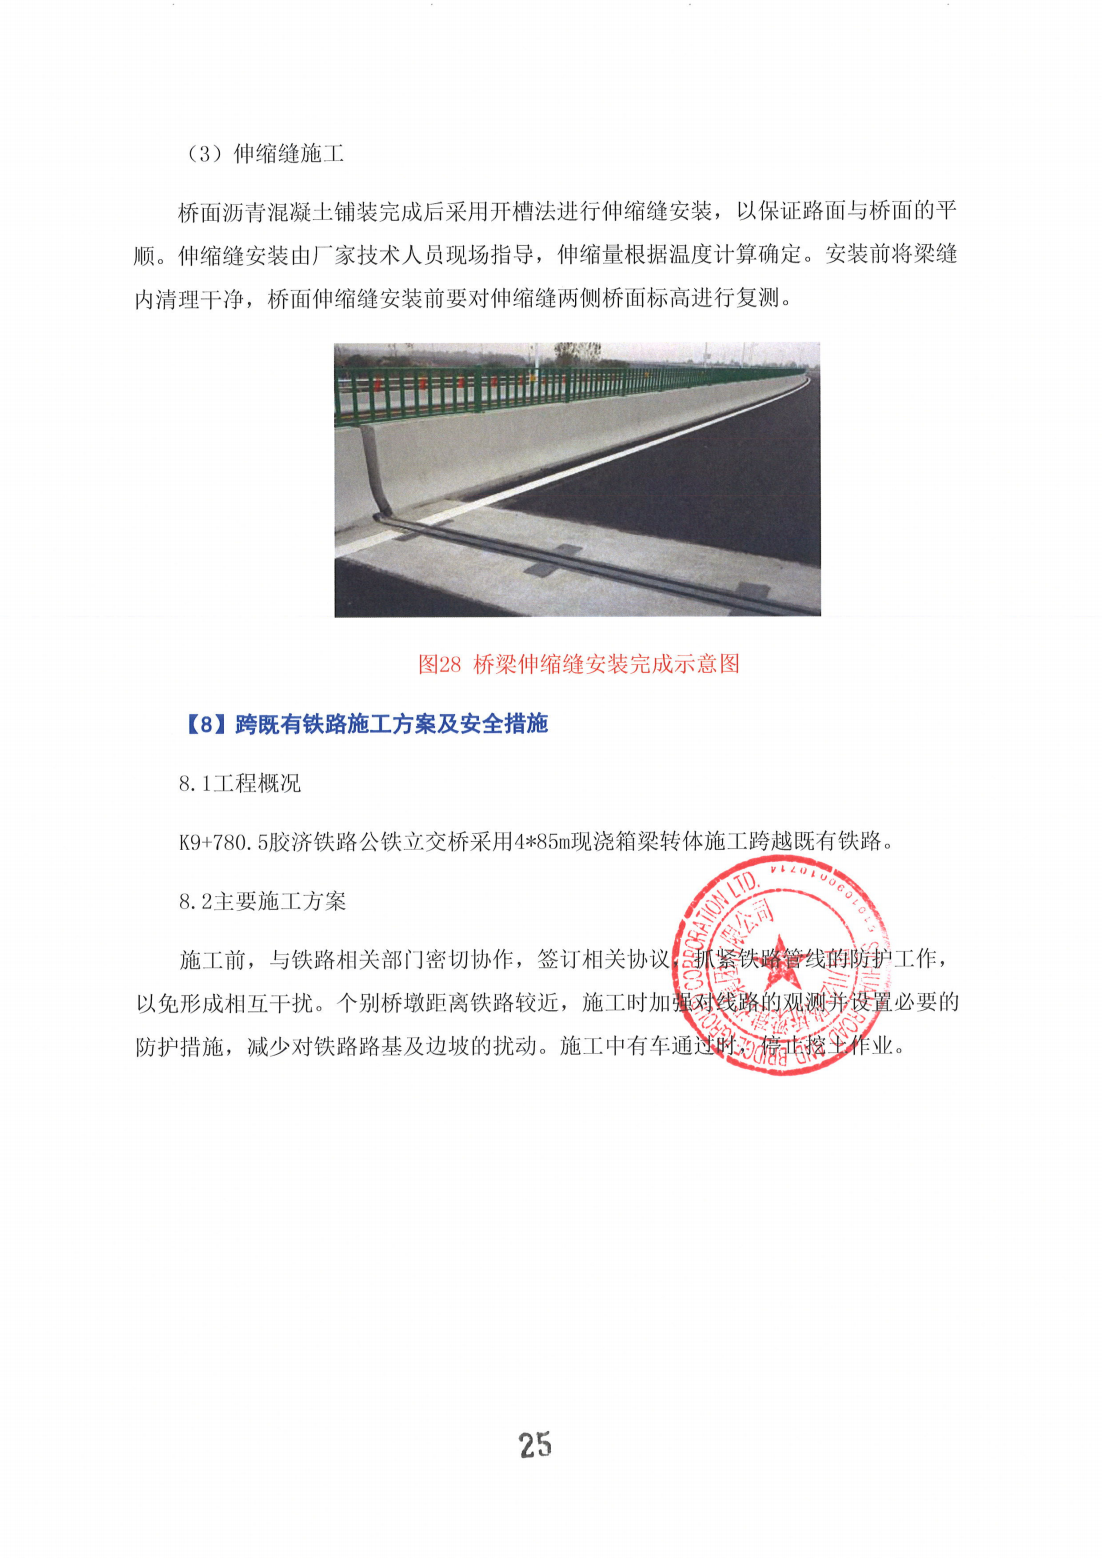 （3）伸缩缝施工
桥面沥青混凝土铺装完成后采用开槽法进行伸缩缝安装，以保证路面与桥面的平
顺。伸缩缝安装由厂家技术人员现场指导，伸缩量根据温度计算确定。安装前将梁缝
内清理干净，桥面伸缩缝安装前要对伸缩缝两侧桥面标高进行复测。
图28 桥梁伸缩缝安装完成示意图
【8】跨既有铁路施工方案及安全措施
8.1工程概况
K9+780.5胶济铁路公铁立交桥采用4*85m现浇箱梁转体施工跨越既有铁路。
8.2主要施工方案
施工前，与铁路相关部门密切协作，签订相关协议，抓紧铁路管线的防护工作，
以免形成相互干扰。个别桥墩距离铁路较近，施工时加强对线路的观测并设置必要的
防护措施，减少对铁路路基及边坡的扰动。施工中有车通过时，停止挖土作业。
ROAD AND BRIDGE
CORPORATION LTD.
有限公司
25